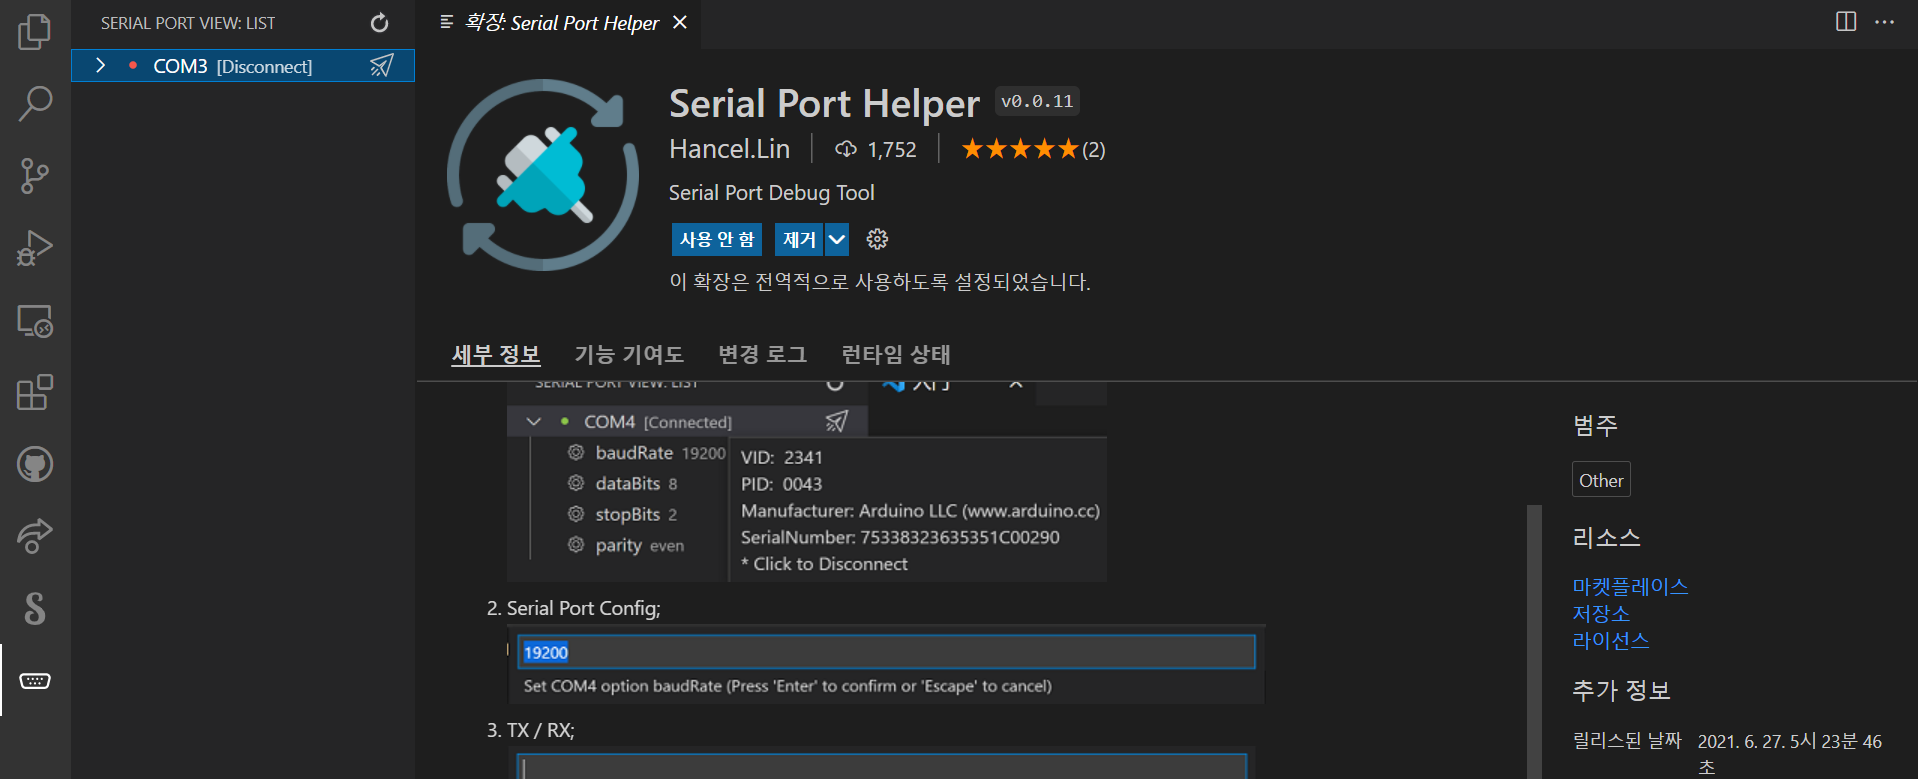 SERIAL PORT VIEW: LIST
COM3 [Disconnect]
확장: Serial Port Helper
Serial Port Helper v0.0.11
Hancel.Lin 1,752 (2)
Serial Port Debug Tool
사용 안 함 제거
이 확장은 전역적으로 사용하도록 설정되었습니다.
세부 정보 기능 기여도 변경 로그 런타임 상태
SERIAL PORT VIEW: LIST 入门
COM4 [Connected]
baudRate 19200
dataBits 8
stopBits 2
parity even
VID: 2341
PID: 0043
Manufacturer: Arduino LLC (www.arduino.cc)
SerialNumber: 75338323635351C00290
* Click to Disconnect
2. Serial Port Config;
19200
Set COM4 option baudRate (Press 'Enter' to confirm or 'Escape' to cancel)
3. TX / RX;
범주
Other
리소스
마켓플레이스
저장소
라이선스
추가 정보
릴리스된 날짜 2021. 6. 27. 5시 23분 46
초